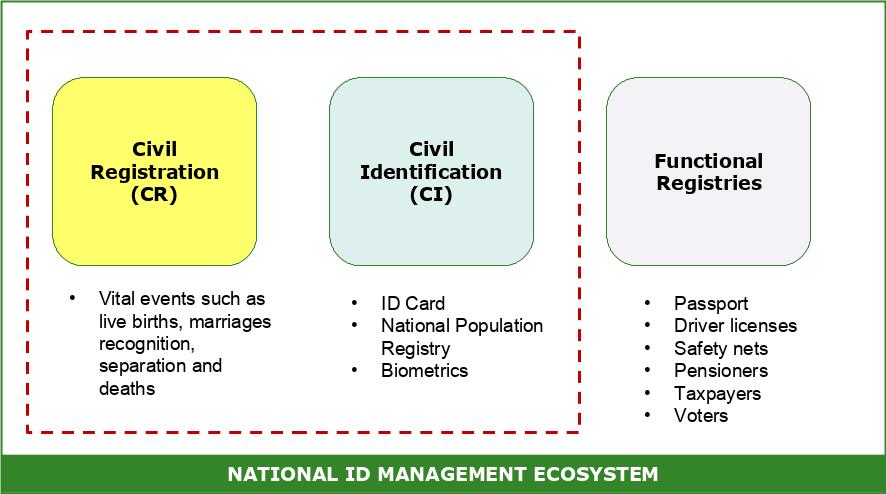 Civil
Registration
(CR)
Civil
Identification
(CI)
Functional
Registries
• Vital events such as
live births, marriages
recognition,
separation and
deaths
• ID Card
• National Population
Registry
• Biometrics
• Passport
• Driver licenses
• Safety nets
• Pensioners
• Taxpayers
• Voters
NATIONAL ID MANAGEMENT ECOSYSTEM